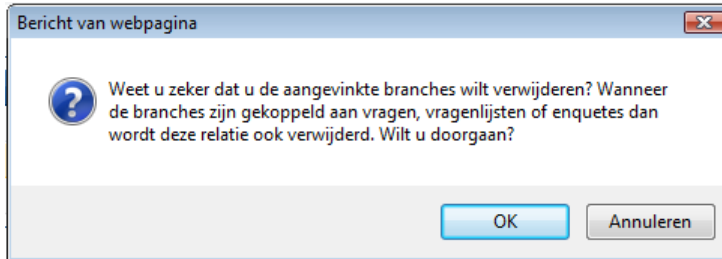 Bericht van webpagina
Weet u zeker dat u de aangevinkte branches wilt verwijderen? Wanneer
de branches zijn gekoppeld aan vragen, vragenlijsten of enquetes dan
wordt deze relatie ook verwijderd. Wilt u doorgaan?
OK
Annuleren